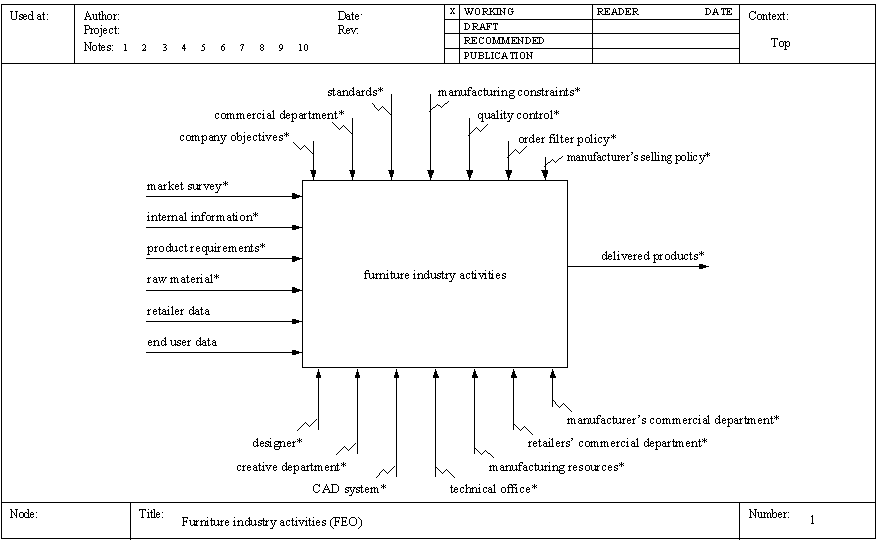 Used at:
Author:
Date:
Project:
Rev:
Notes: 1 2 3 4 5 6 7 8 9 10
X WORKING
DRAFT
RECOMMENDED
PUBLICATION
READER DATE
Context:
Top
standards*
manufacturing constraints*
commercial department*
quality control*
company objectives*
order filter policy*
manufacturer's selling policy*
market survey*
internal information*
product requirements*
raw material*
retailer data
end user data
furniture industry activities
delivered products*
manufacturer's commercial department*
designer*
retailers' commercial department*
creative department*
manufacturing resources*
CAD system*
technical office*
Node:
Title: Furniture industry activities (FEO)
Number: 1